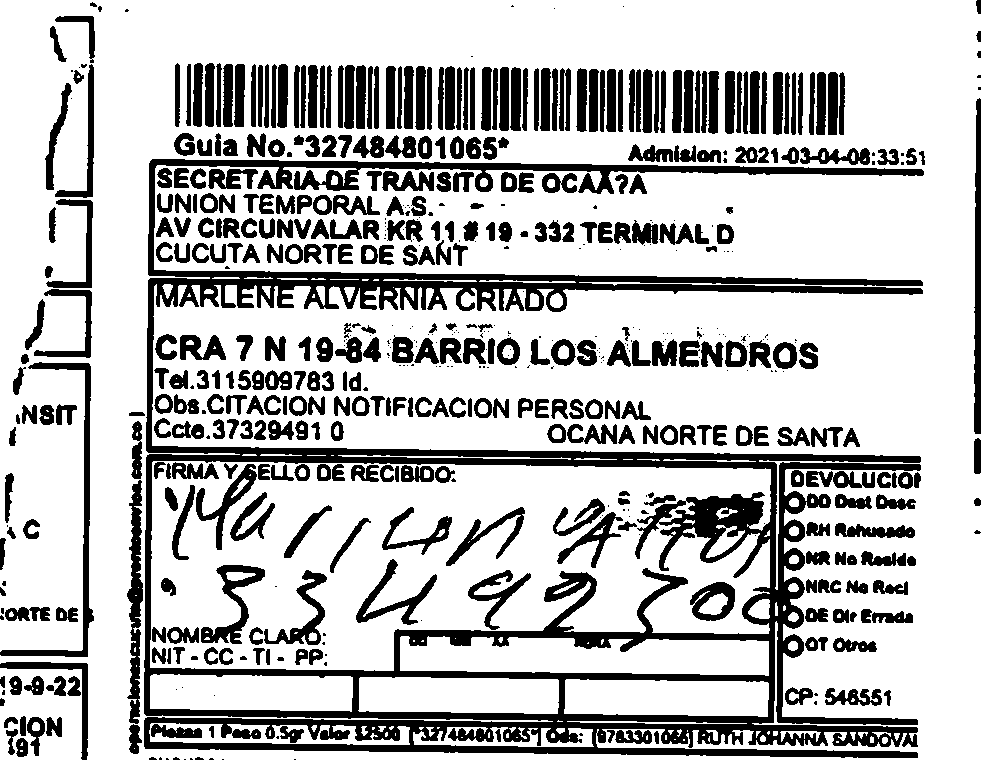 Guia No.*327484801065*
Admision: 2021-03-04-08:33:51
SECRETARIA DE TRANSITO DE OCAÃ?A
UNION TEMPORAL A.S.
AV CIRCUNVALAR KR 11 # 19 - 332 TERMINAL D
CUCUTA NORTE DE SANT
MARLENE ALVERNIA CRIADO
CRA 7 N 19-84 BARRIO LOS ALMENDROS
Tel.3115909783 Id.
Obs.CITACION NOTIFICACION PERSONAL
Ccte.37329491 0 OCANA NORTE DE SANTA
FIRMA Y SELLO DE RECIBIDO:
NOMBRE CLARO:
NIT - CC - TI - PP:
DEVOLUCION
DD Dest Desc
RH Rehusado
NR No Reside
NRC No Recl
DE Dir Errada
OT Otros
CP: 546551
Piezas 1 Peso 0.5gr Valor $2500 [*327484801065*] Ods: [9783301066] RUTH JOHANNA SANDOVAL
NSIT
C
ORTE DE S
19-9-22
CION